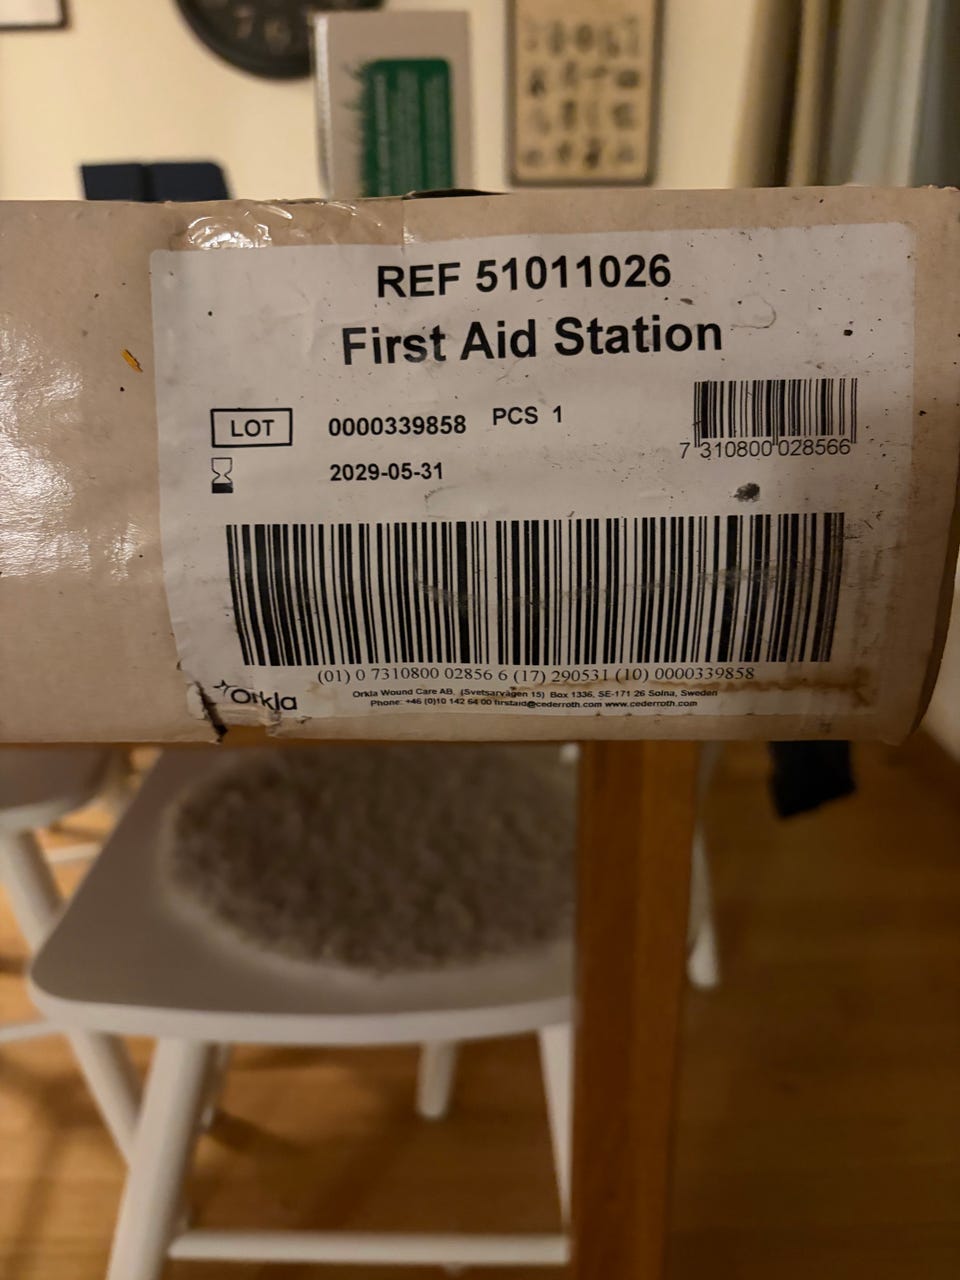 REF 51011026
First Aid Station
LOT 0000339858 PCS 1
7 310800 028566
2029-05-31
(01) 0 7310800 02856 6 (17) 290531 (10) 0000339858
Orkla
Orkla Wound Care AB, (Svetsarvägen 15) Box 1336, SE-171 26 Solna, Sweden
Phone: +46 (0)10 142 64 00 firstaid@cederroth.com www.cederroth.com